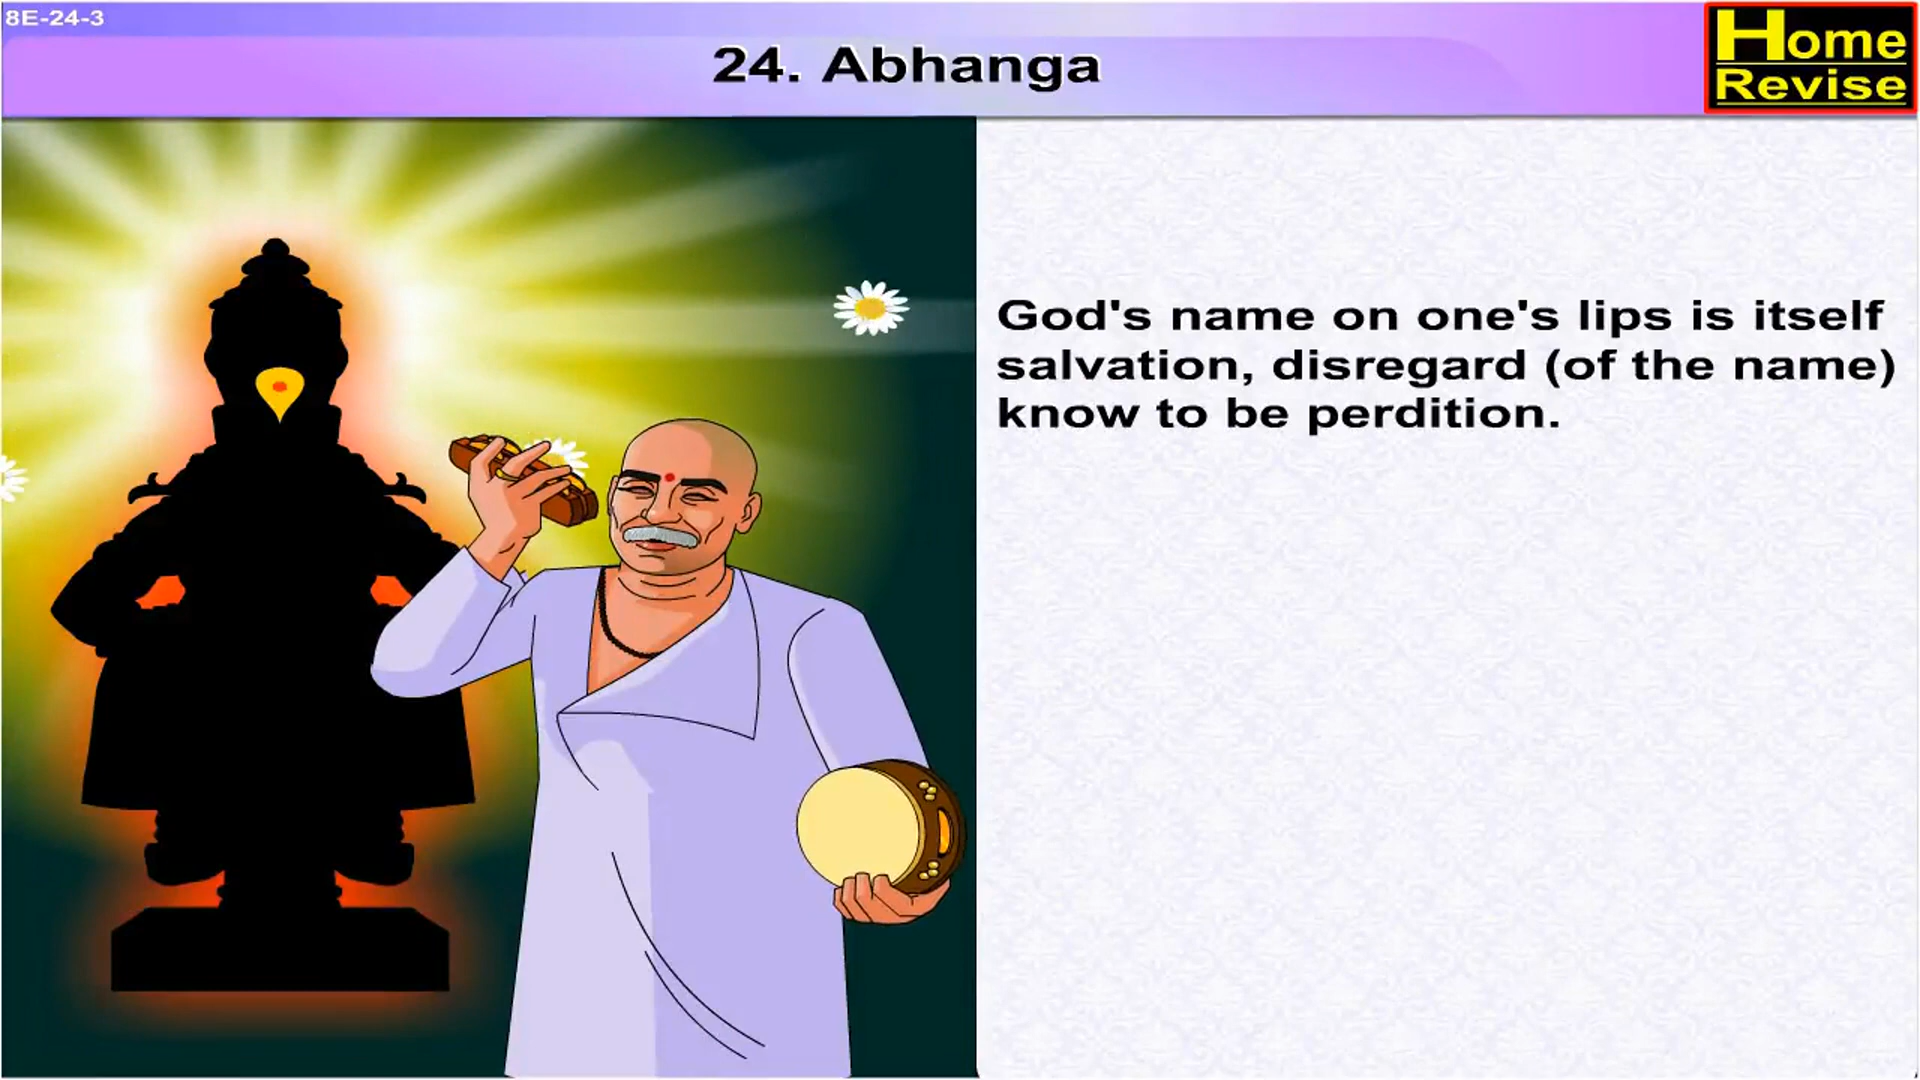 8E-24-3
24. Abhanga
Home
Revise
God's name on one's lips is itself
salvation, disregard (of the name)
know to be perdition.